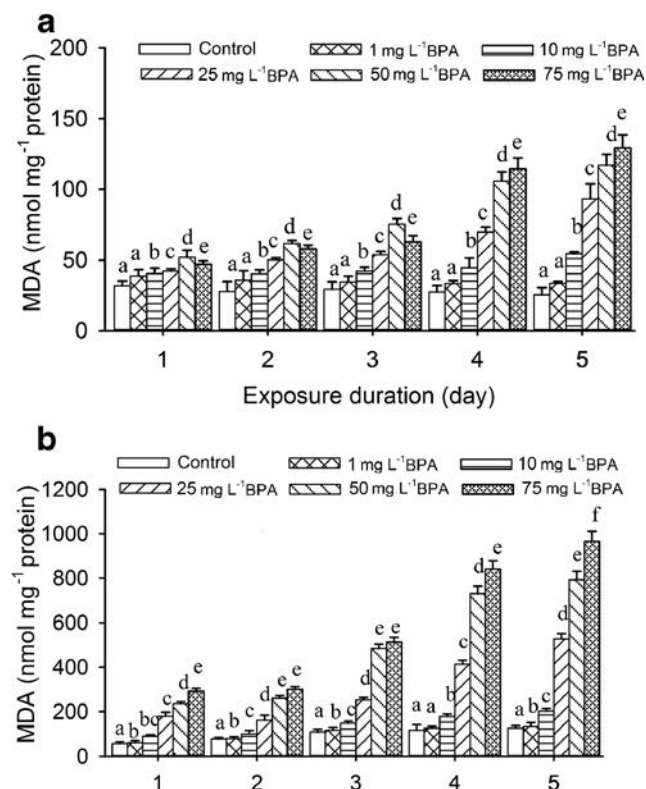 a
MDA (nmol mg⁻¹ protein)
Control 1 mg L⁻¹BPA 10 mg L⁻¹BPA
25 mg L⁻¹BPA 50 mg L⁻¹BPA 75 mg L⁻¹BPA
200
150
100
50
0
a a b c d e
a a b c d e
a a b c d e
a a b c d e
a a b c d e
1 2 3 4 5
Exposure duration (day)
b
MDA (nmol mg⁻¹ protein)
Control 1 mg L⁻¹BPA 10 mg L⁻¹BPA
25 mg L⁻¹BPA 50 mg L⁻¹BPA 75 mg L⁻¹BPA
1200
1000
800
600
400
200
0
a b bc d d e
a b c d e e
a b c d e e
a a b c d e
a b c d e f
1 2 3 4 5